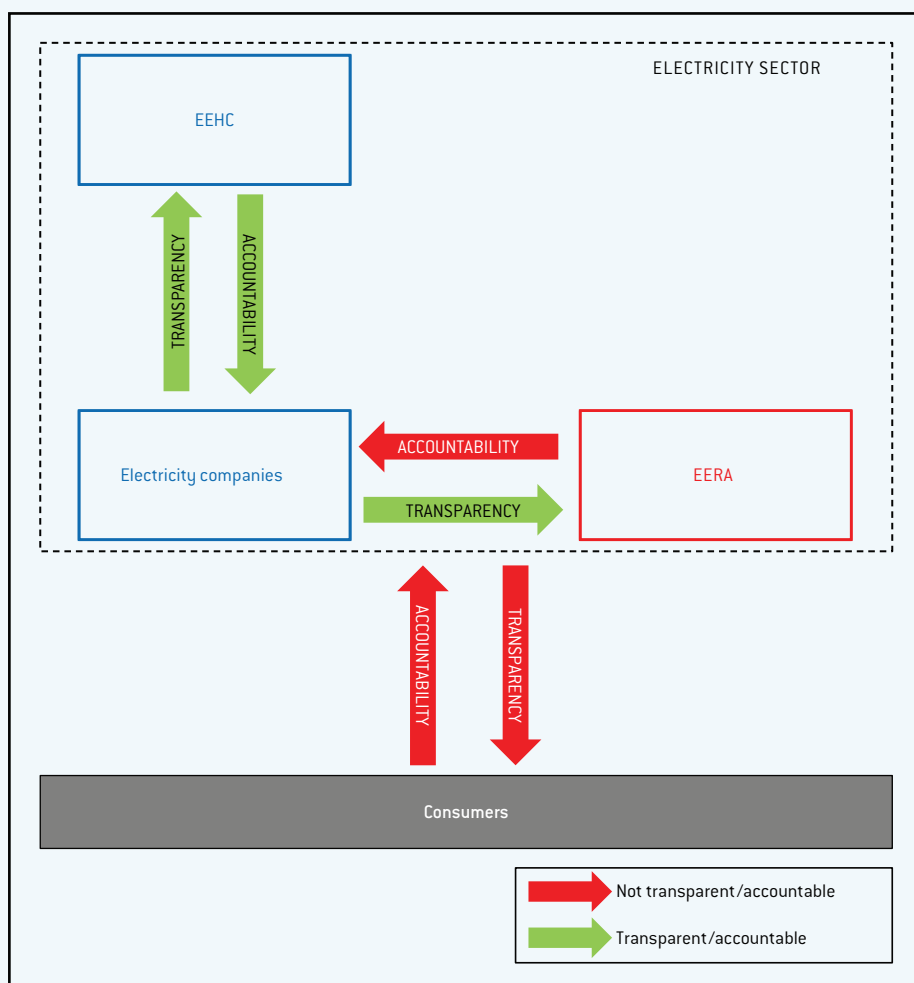 ELECTRICITY SECTOR
EEHC
TRANSPARENCY
ACCOUNTABILITY
Electricity companies
ACCOUNTABILITY
TRANSPARENCY
EERA
ACCOUNTABILITY
TRANSPARENCY
Consumers
Not transparent/accountable
Transparent/accountable